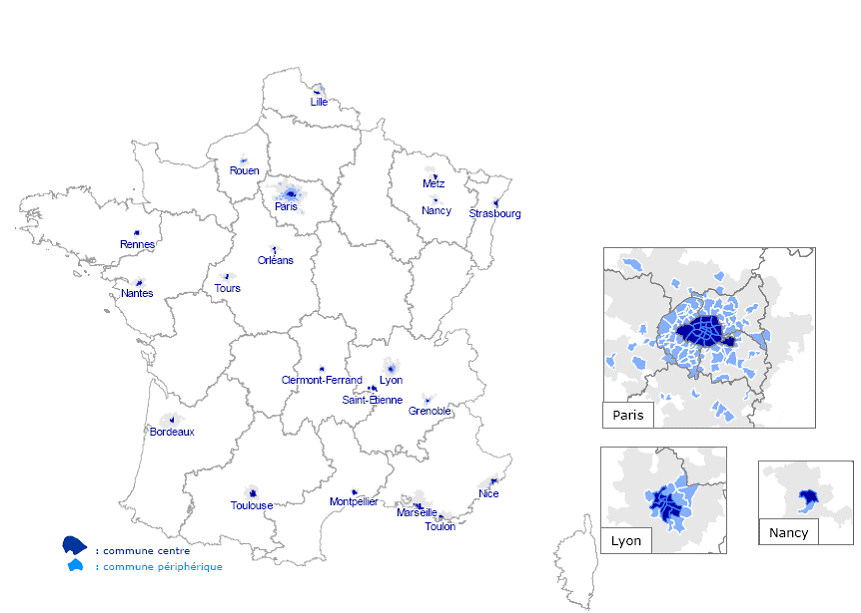 Lille
Rouen
Metz
Paris
Nancy
Strasbourg
Rennes
Orléans
Tours
Nantes
Clermont-Ferrand
Lyon
Saint-Etienne
Grenoble
Bordeaux
Toulouse
Montpellier
Nice
Marseille
Toulon
: commune centre
: commune périphérique
Paris
Lyon
Nancy